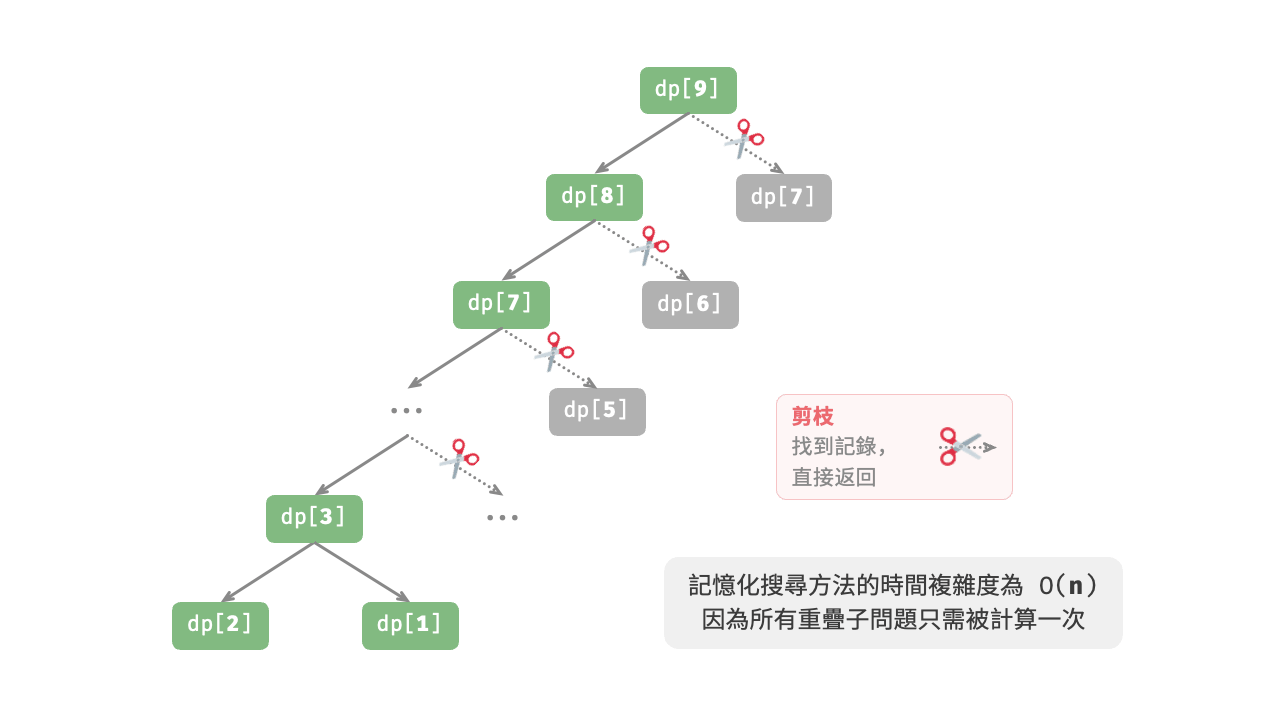 dp[9]
dp[8]
dp[7]
dp[7]
dp[6]
...
dp[5]
剪枝
找到記錄，
直接返回
dp[3]
...
記憶化搜尋方法的時間複雜度為 O(n)
因為所有重疊子問題只需被計算一次
dp[2]
dp[1]